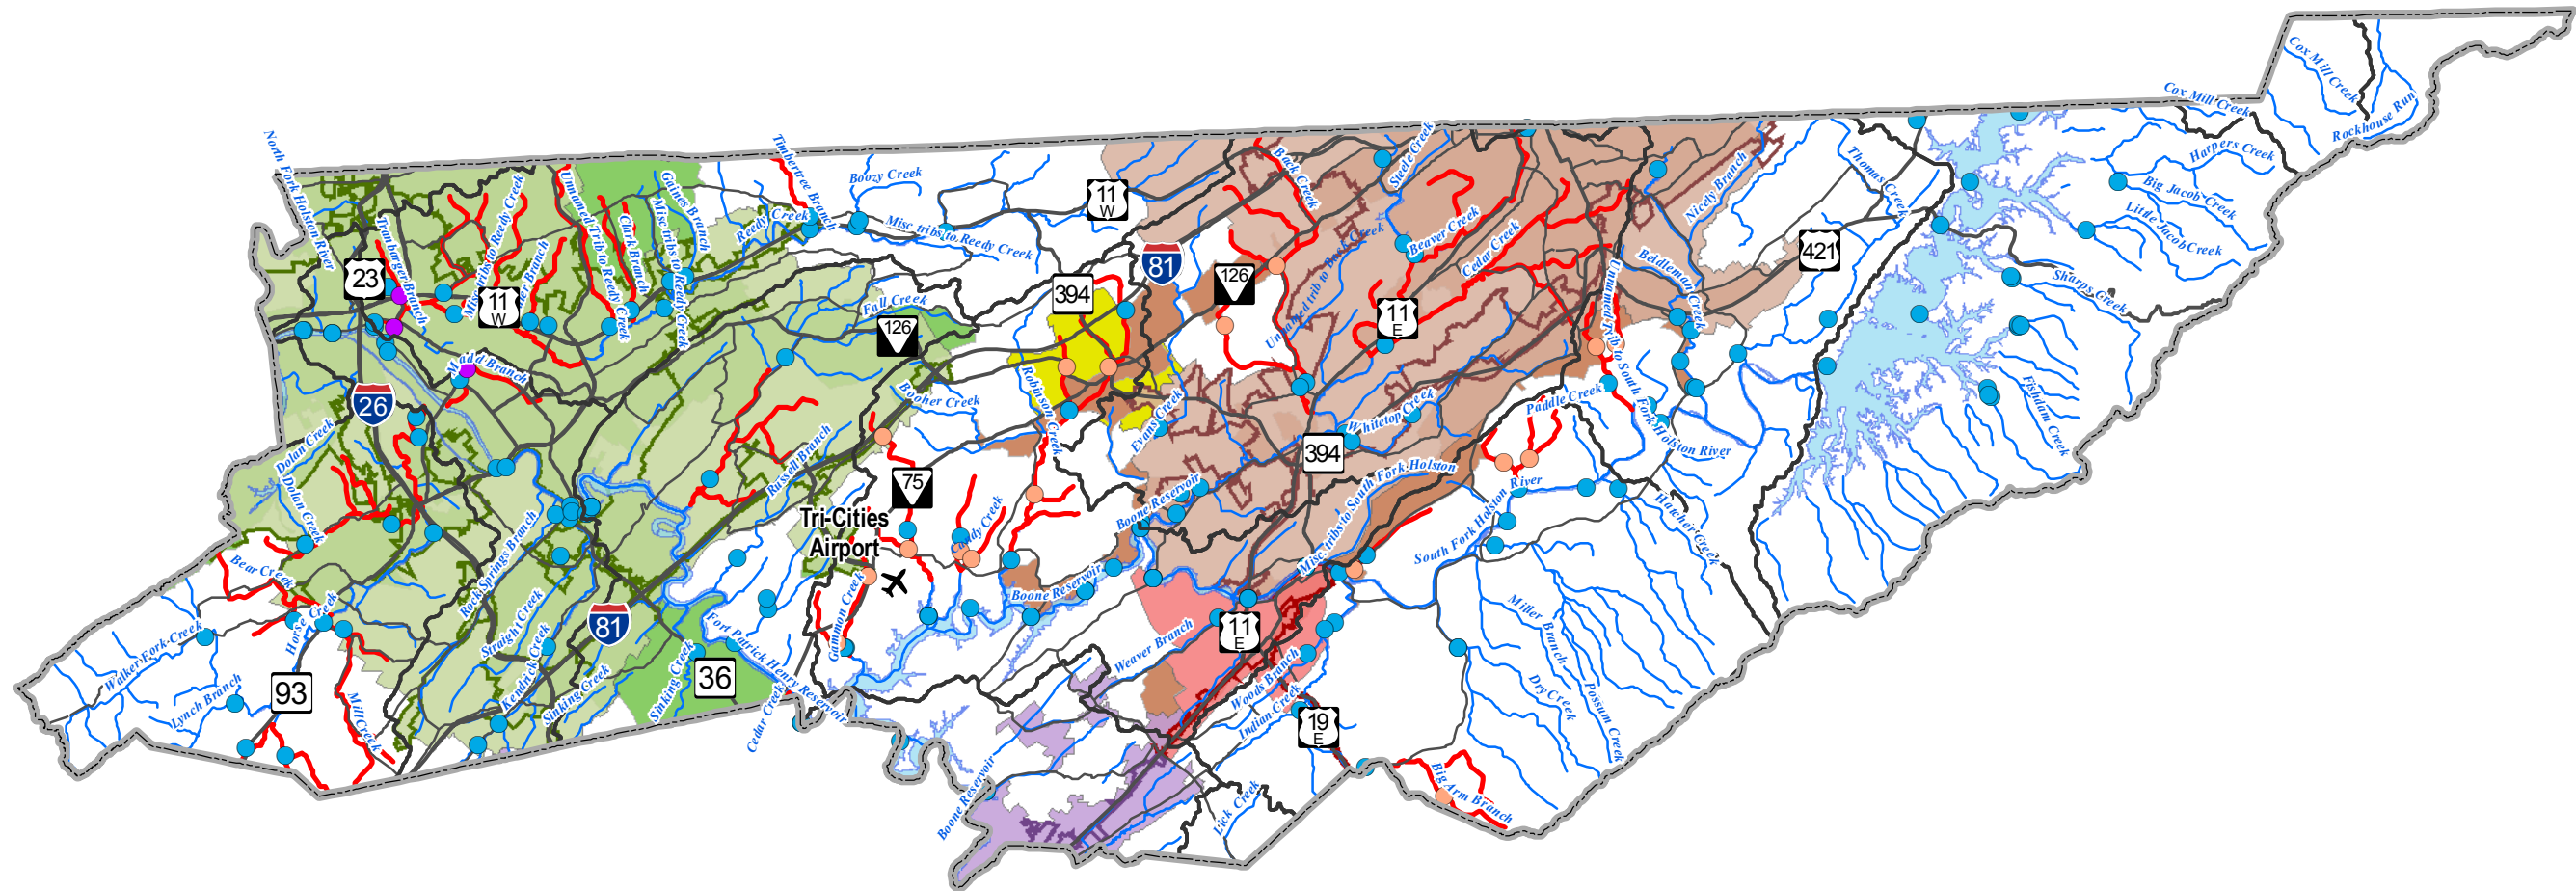 Cox Mill Creek
Cox Mill Creek
Rockhouse Run
Harpers Creek
Big Jacob Creek
Little Jacob Creek
Sharps Creek
Fishdam Creek
North Fork Holston River
Timbertree Branch
Boozy Creek
Reedy Creek
Misc tribs to Reedy Creek
11
W
Back Creek
Steele Creek
Nicely Branch
Thomas Creek
421
Tranbarger Branch
Misc tribs to Reedy Creek
Unnamed Trib to Reedy Creek
Clark Branch
Gaines Branch
Misc tribs to Reedy Creek
23
11
W
Madd Branch
26
Fall Creek
126
394
81
126
Unnamed trib to Back Creek
Beaver Creek
Cedar Creek
11
E
Beidleman Creek
Unnamed Trib to South Fork Holston River
Booher Creek
Robinson Creek
Evans Creek
Whitetop Creek
Paddle Creek
394
Dolan Creek
Dolan Creek
Russell Branch
75
Tri-Cities
Airport
Candy Creek
Boone Reservoir
Misc. tribs to South Fork Holston
South Fork Holston River
Hatcher Creek
Bear Creek
Horse Creek
Rock Springs Branch
Straight Creek
Kendrick Creek
81
Sinking Creek
Sinking Creek
36
Fort Patrick Henry Reservoir
Gammon Creek
Boone Reservoir
Weaver Branch
11
E
Woods Branch
Indian Creek
19
E
Miller Branch
Possum Creek
Dry Creek
Walker Fork Creek
Lynch Branch
93
Mill Creek
Cedar Creek
Boone Reservoir
Lick Creek
Big Arm Branch